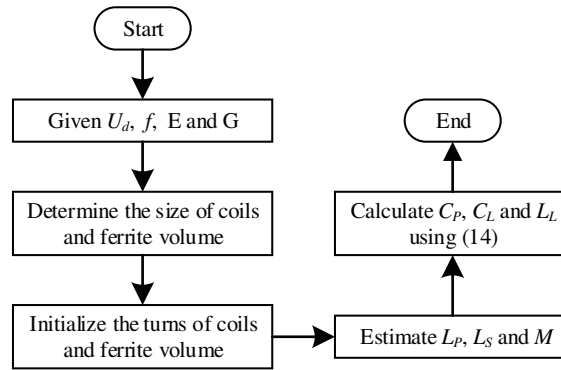 Start
Given U_d, f, E and G
Determine the size of coils
and ferrite volume
Initialize the turns of coils
and ferrite volume
Estimate L_P, L_S and M
Calculate C_P, C_L and L_L
using (14)
End